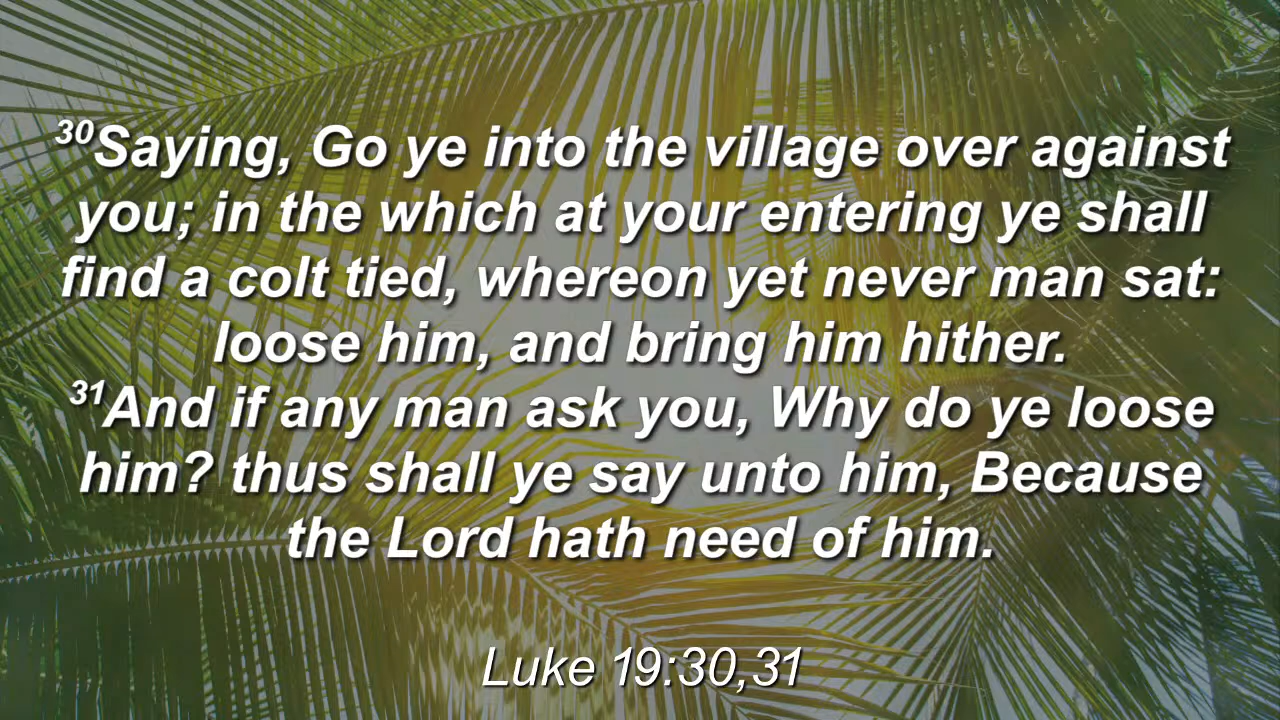 30Saying, Go ye into the village over against
you; in the which at your entering ye shall
find a colt tied, whereon yet never man sat:
loose him, and bring him hither.
31And if any man ask you, Why do ye loose
him? thus shall ye say unto him, Because
the Lord hath need of him.
Luke 19:30,31